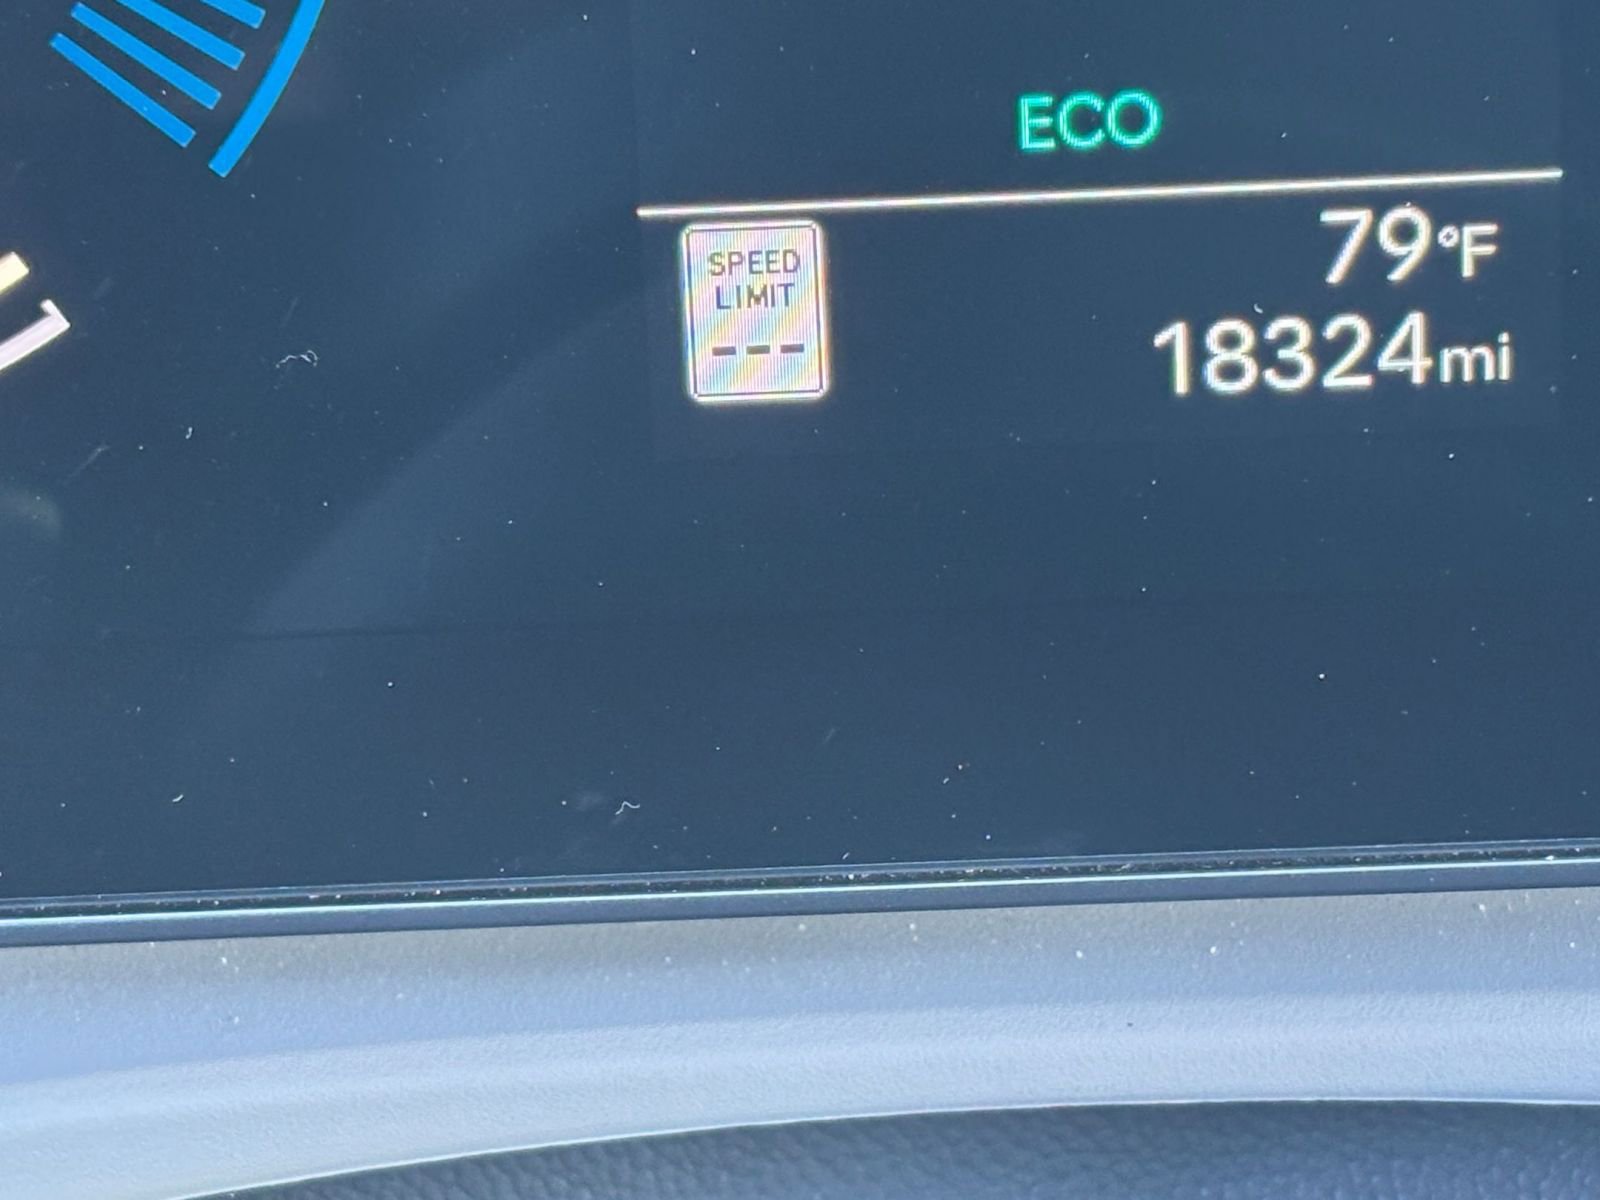 ECO
79°F
SPEED
LIMIT
---
18324mi